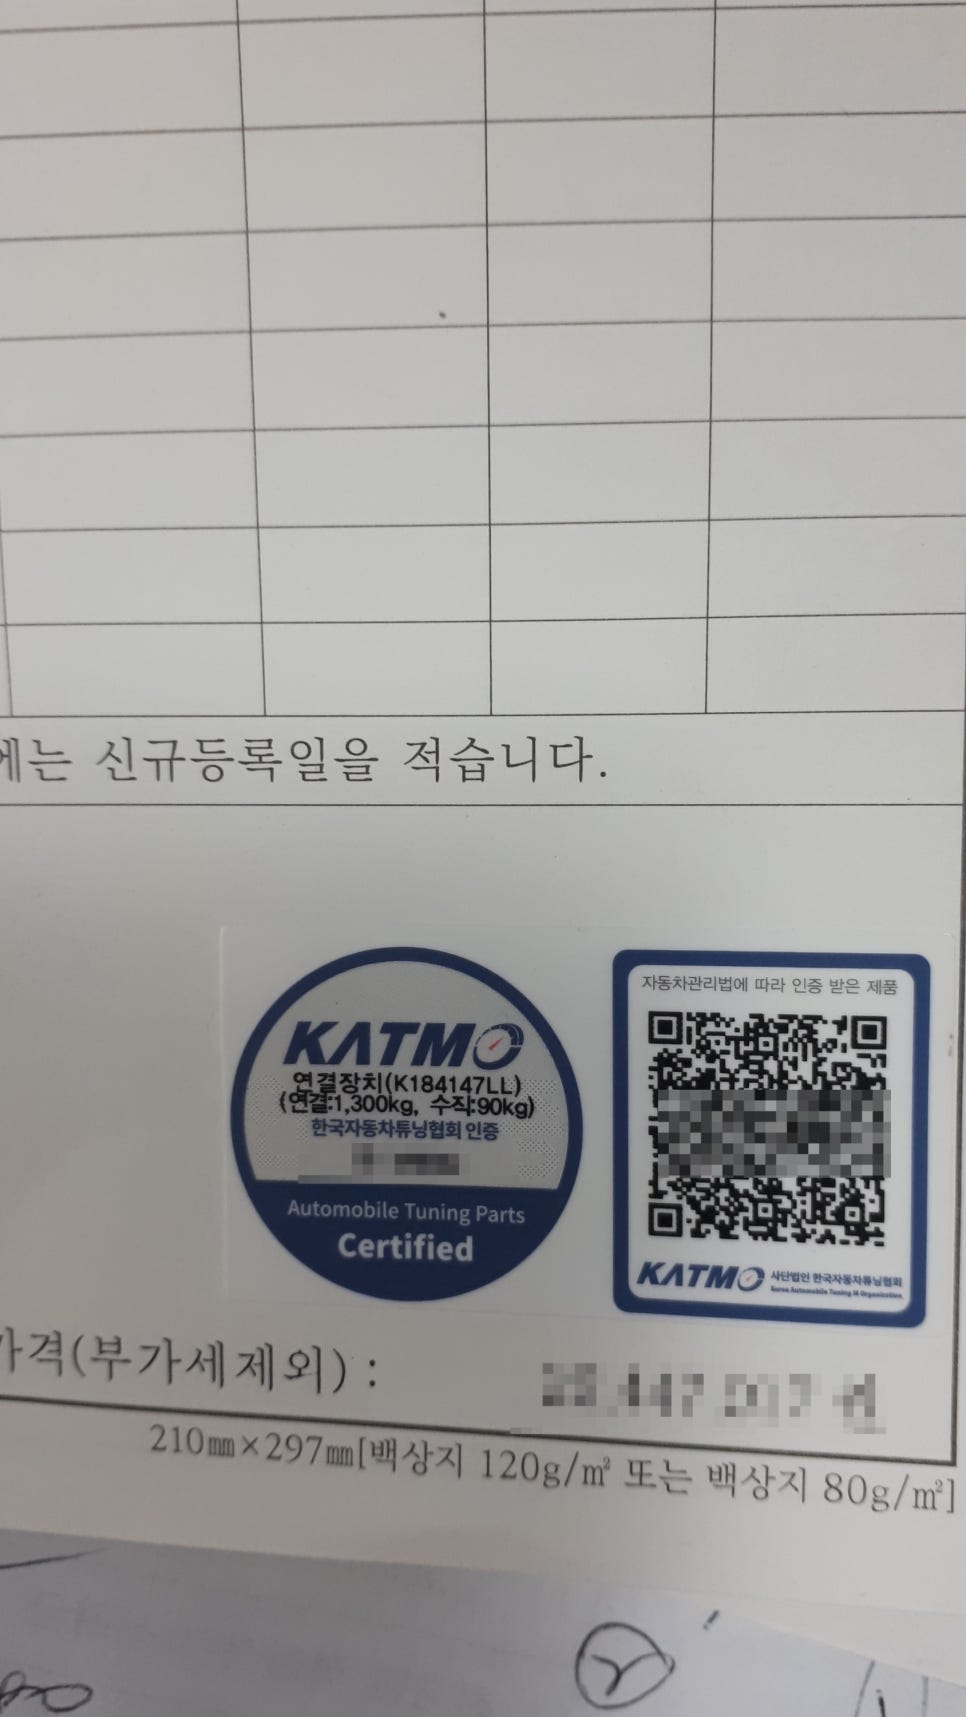 에는 신규등록일을 적습니다.
KATMO
연결장치(K184147LL)
(연결:1,300kg, 수직:90kg)
한국자동차튜닝협회 인증
Automobile Tuning Parts
Certified
자동차관리법에 따라 인증 받은 제품
KATMO 사단법인 한국자동차튜닝협회
Korea Automobile Tuning & Organization
가격(부가세제외) :
210㎜×297㎜[백상지 120g/㎡ 또는 백상지 80g/㎡]